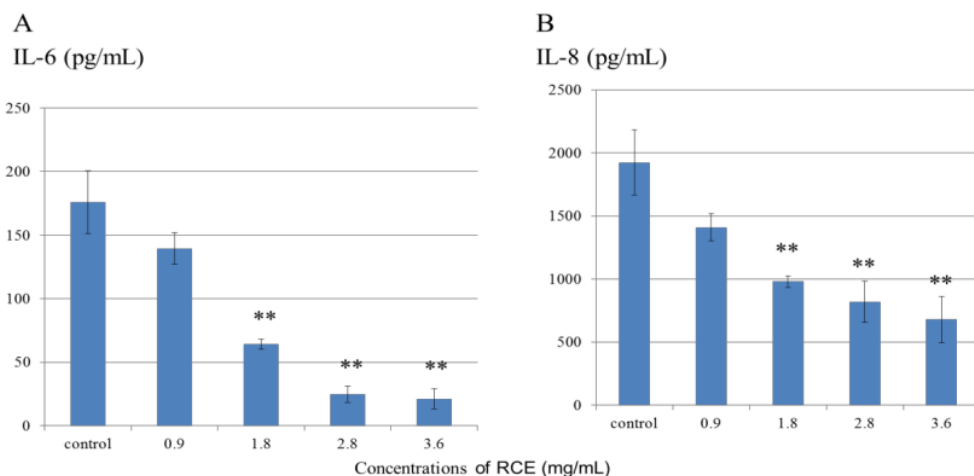 A
IL-6 (pg/mL)
250
200
150
100
50
0
**
**
**
control 0.9 1.8 2.8 3.6
B
IL-8 (pg/mL)
2500
2000
1500
1000
500
0
**
**
**
control 0.9 1.8 2.8 3.6
Concentrations of RCE (mg/mL)